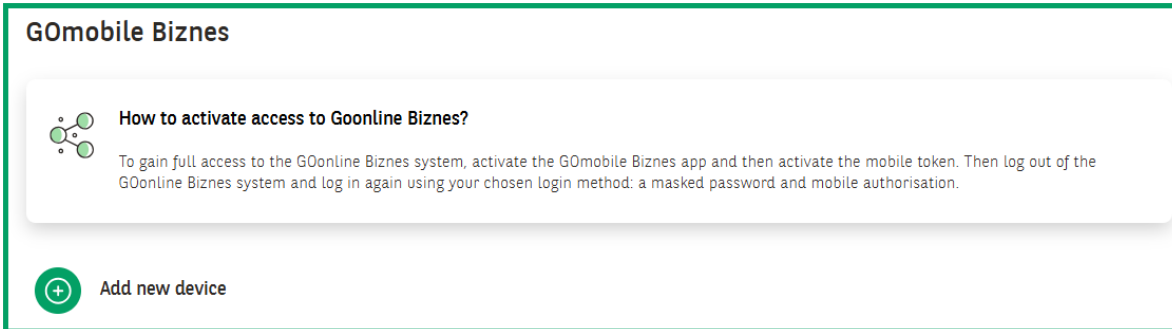 GOmobile Biznes
How to activate access to Goonline Biznes?
To gain full access to the GOonline Biznes system, activate the GOmobile Biznes app and then activate the mobile token. Then log out of the
GOonline Biznes system and log in again using your chosen login method: a masked password and mobile authorisation.
Add new device